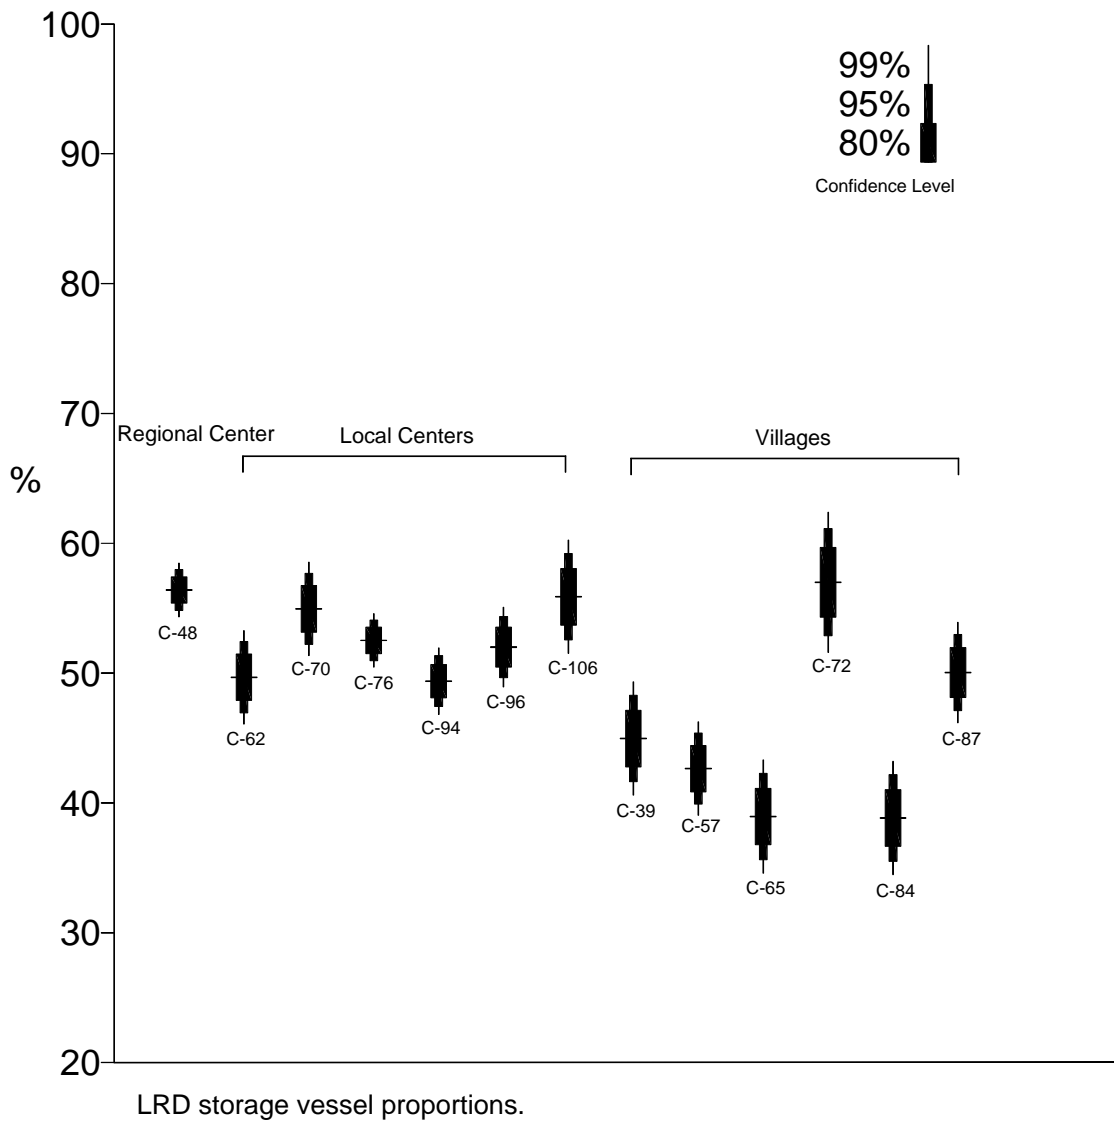 100
99%
95%
80%
Confidence Level
90
80
70
Regional Center
Local Centers
Villages
%
60
C-48
C-62
C-70
C-76
C-94
C-96
C-106
C-39
C-57
C-65
C-72
C-84
C-87
50
40
30
20
LRD storage vessel proportions.